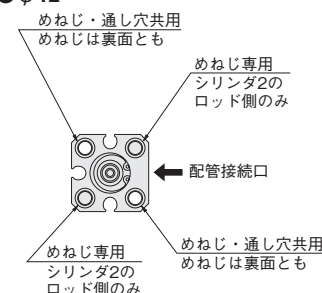 めねじ・通し穴共用
めねじは裏面とも
めねじ専用
シリンダ2の
ロッド側のみ
配管接続口
めねじ専用
シリンダ2の
ロッド側のみ
めねじ・通し穴共用
めねじは裏面とも